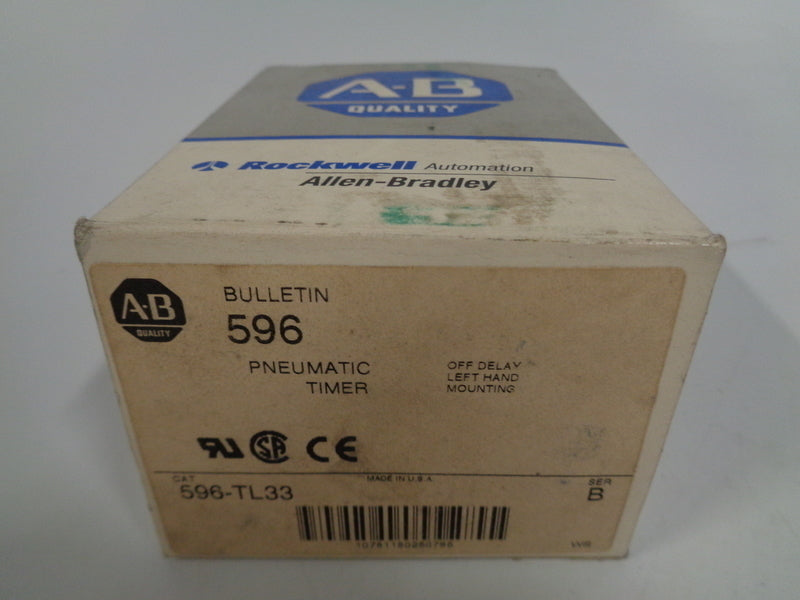 A-B
QUALITY
Rockwell Automation
Allen-Bradley
A-B
QUALITY
BULLETIN
596
PNEUMATIC
TIMER
OFF DELAY
LEFT HAND
MOUNTING
CAT
MADE IN U.S.A.
SER
596-TL33
B